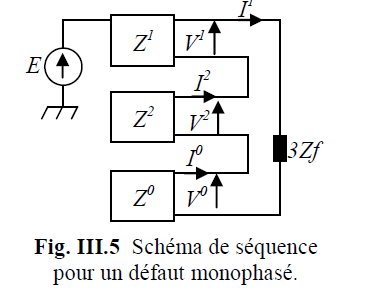 I¹
Z¹
V¹
E
I²
Z²
V²
I⁰
3Zf
Z⁰
V⁰
Fig. III.5 Schéma de séquence
pour un défaut monophasé.